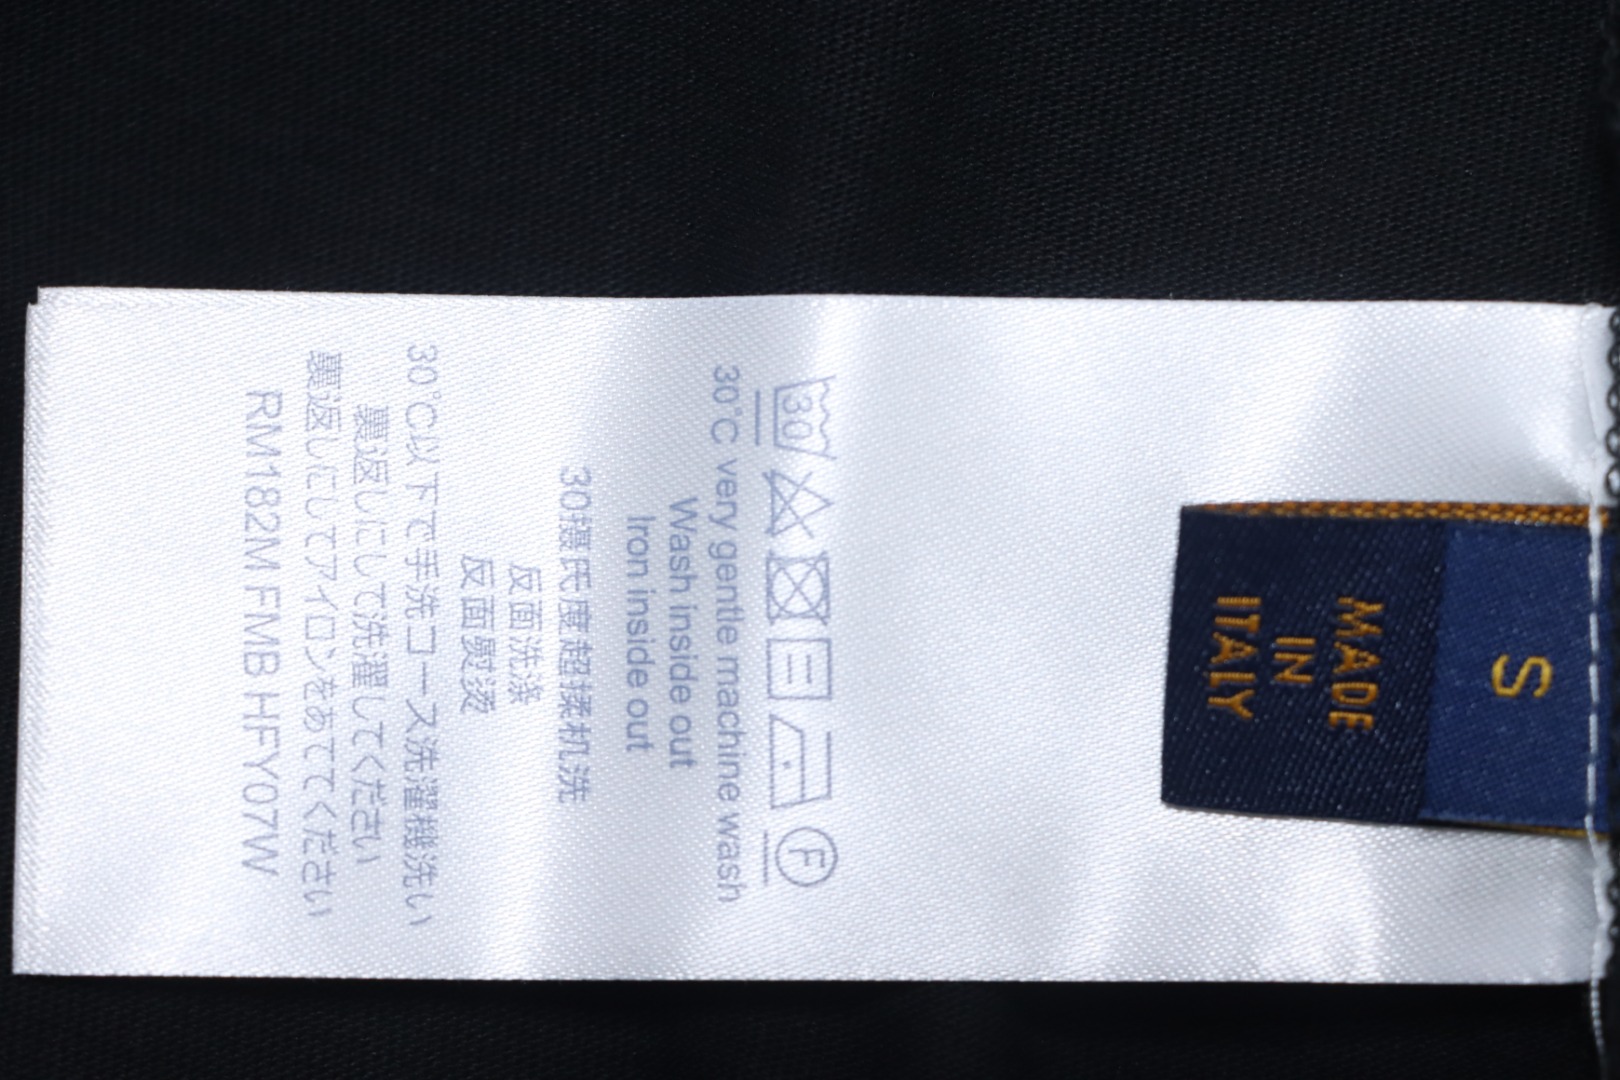 S
MADE
IN
ITALY
30
F
30°C very gentle machine wash
Wash inside out
Iron inside out
30摄氏度超揉机洗
反面洗涤
反面熨烫
30°C以下で手洗コース洗濯機洗い
裏返しにして洗濯してください
裏返しにしてアイロンをあててください
RM182M FMB HFY07W